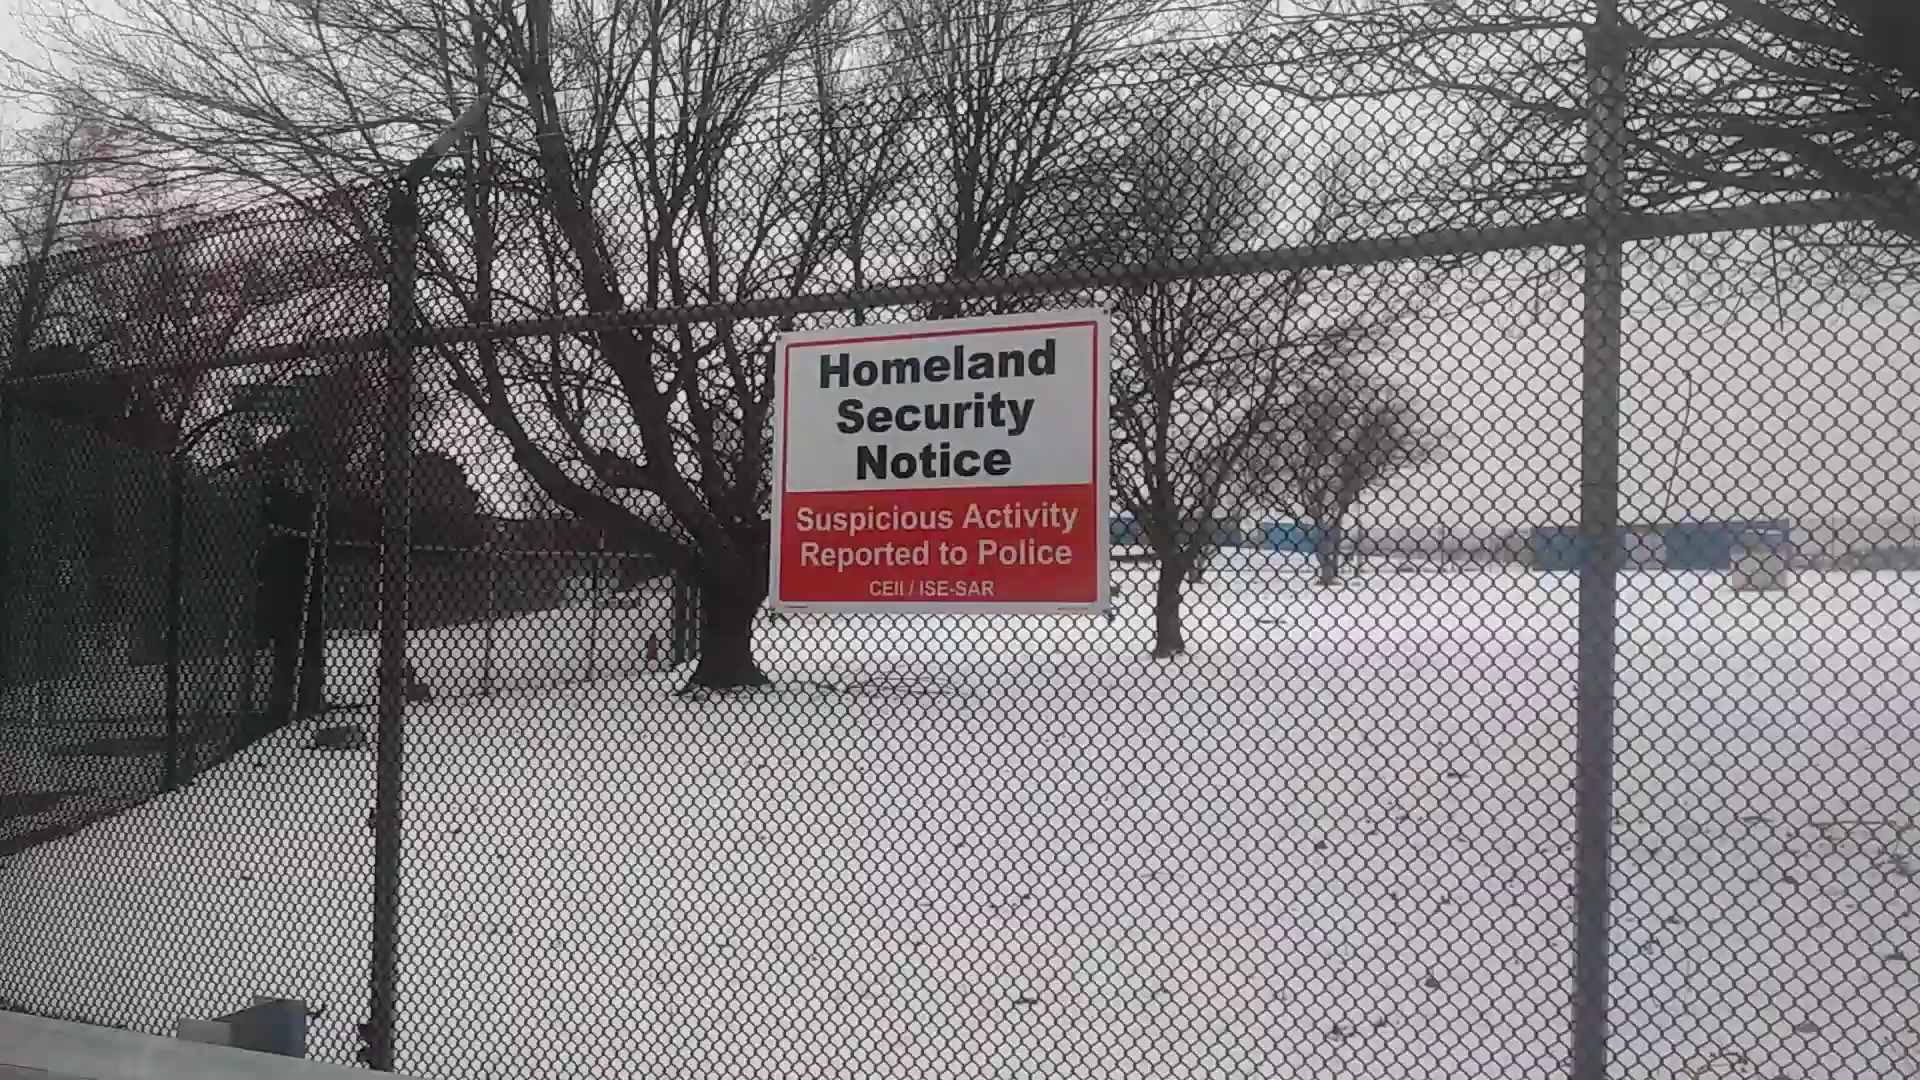 Homeland
Security
Notice
Suspicious Activity
Reported to Police
CEII / ISE-SAR